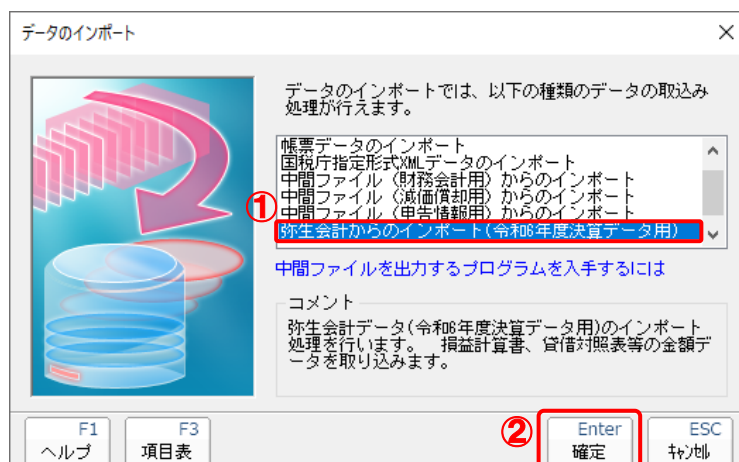 データのインポート
データのインポートでは、以下の種類のデータの取込み
処理が行えます。
帳票データのインポート
国税庁指定形式XMLデータのインポート
中間ファイル（財務会計用）からのインポート
中間ファイル（減価償却用）からのインポート
中間ファイル（申告情報用）からのインポート
①
弥生会計からのインポート(令和6年度決算データ用)
中間ファイルを出力するプログラムを入手するには
コメント
弥生会計データ(令和6年度決算データ用)のインポート
処理を行います。　損益計算書、貸借対照表等の金額デ
ータを取り込みます。
F1
ヘルプ
F3
項目表
②
Enter
確定
ESC
ｷｬﾝｾﾙ